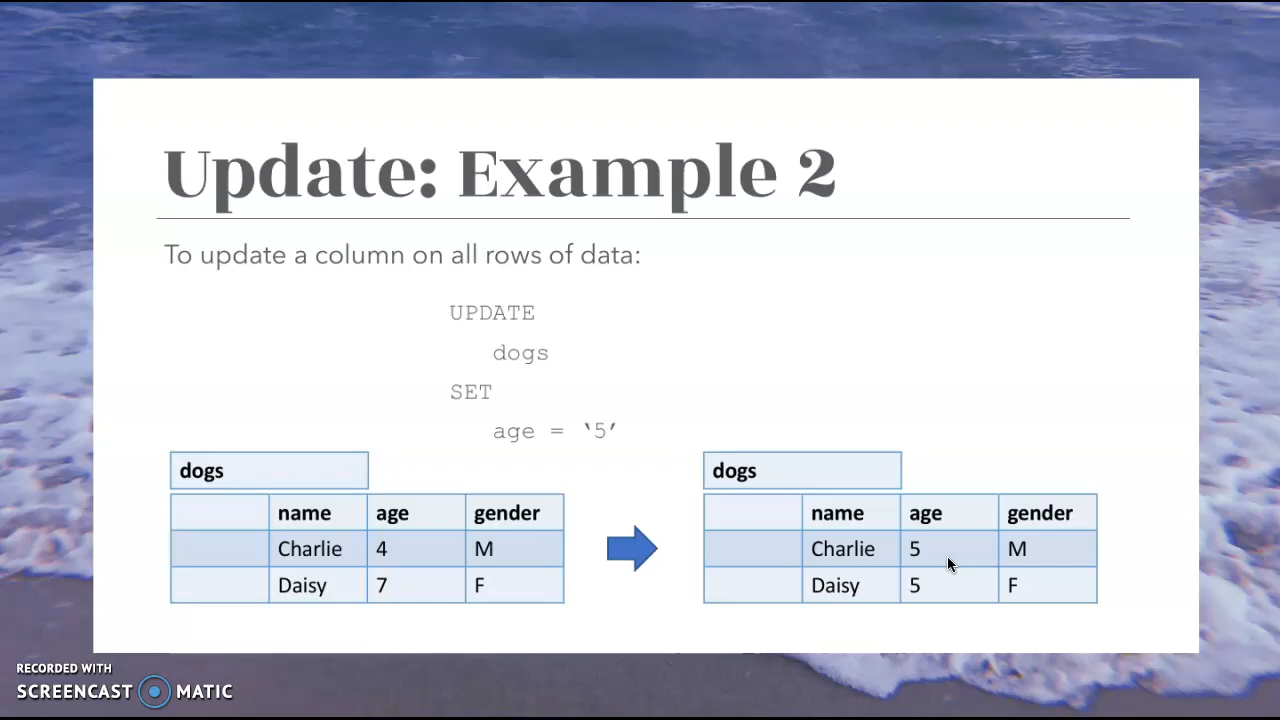 Update: Example 2
To update a column on all rows of data:
UPDATE
dogs
SET
age = ‘5’
dogs
name age gender
Charlie 4 M
Daisy 7 F
dogs
name age gender
Charlie 5 M
Daisy 5 F
RECORDED WITH
SCREENCAST MATIC